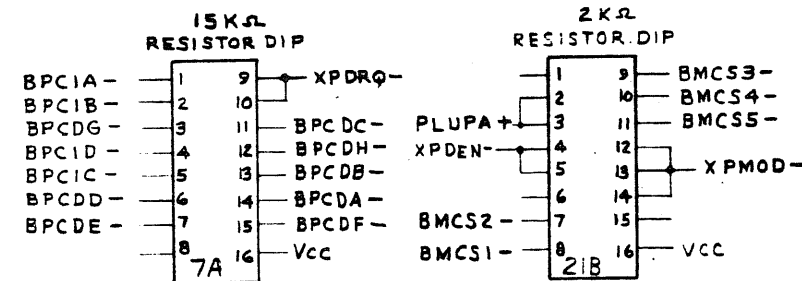 15KΩ
RESISTOR DIP
BPC1A- 1 9 XPDRQ-
BPC1B- 2 10
BPCDG- 3 11 BPCDC-
BPC1D- 4 12 BPCDH-
BPC1C- 5 13 BPCDB-
BPCDD- 6 14 BPCDA-
BPCDE- 7 15 BPCDF-
8 16 Vcc
7A
2KΩ
RESISTOR.DIP
1 9 BMCS3-
2 10 BMCS4-
PLUPA+ 3 11 BMCS5-
XPDEN- 4 12
5 13 XPMOD-
6 14
BMCS2- 7 15
BMCS1- 8 16 VCC
21B